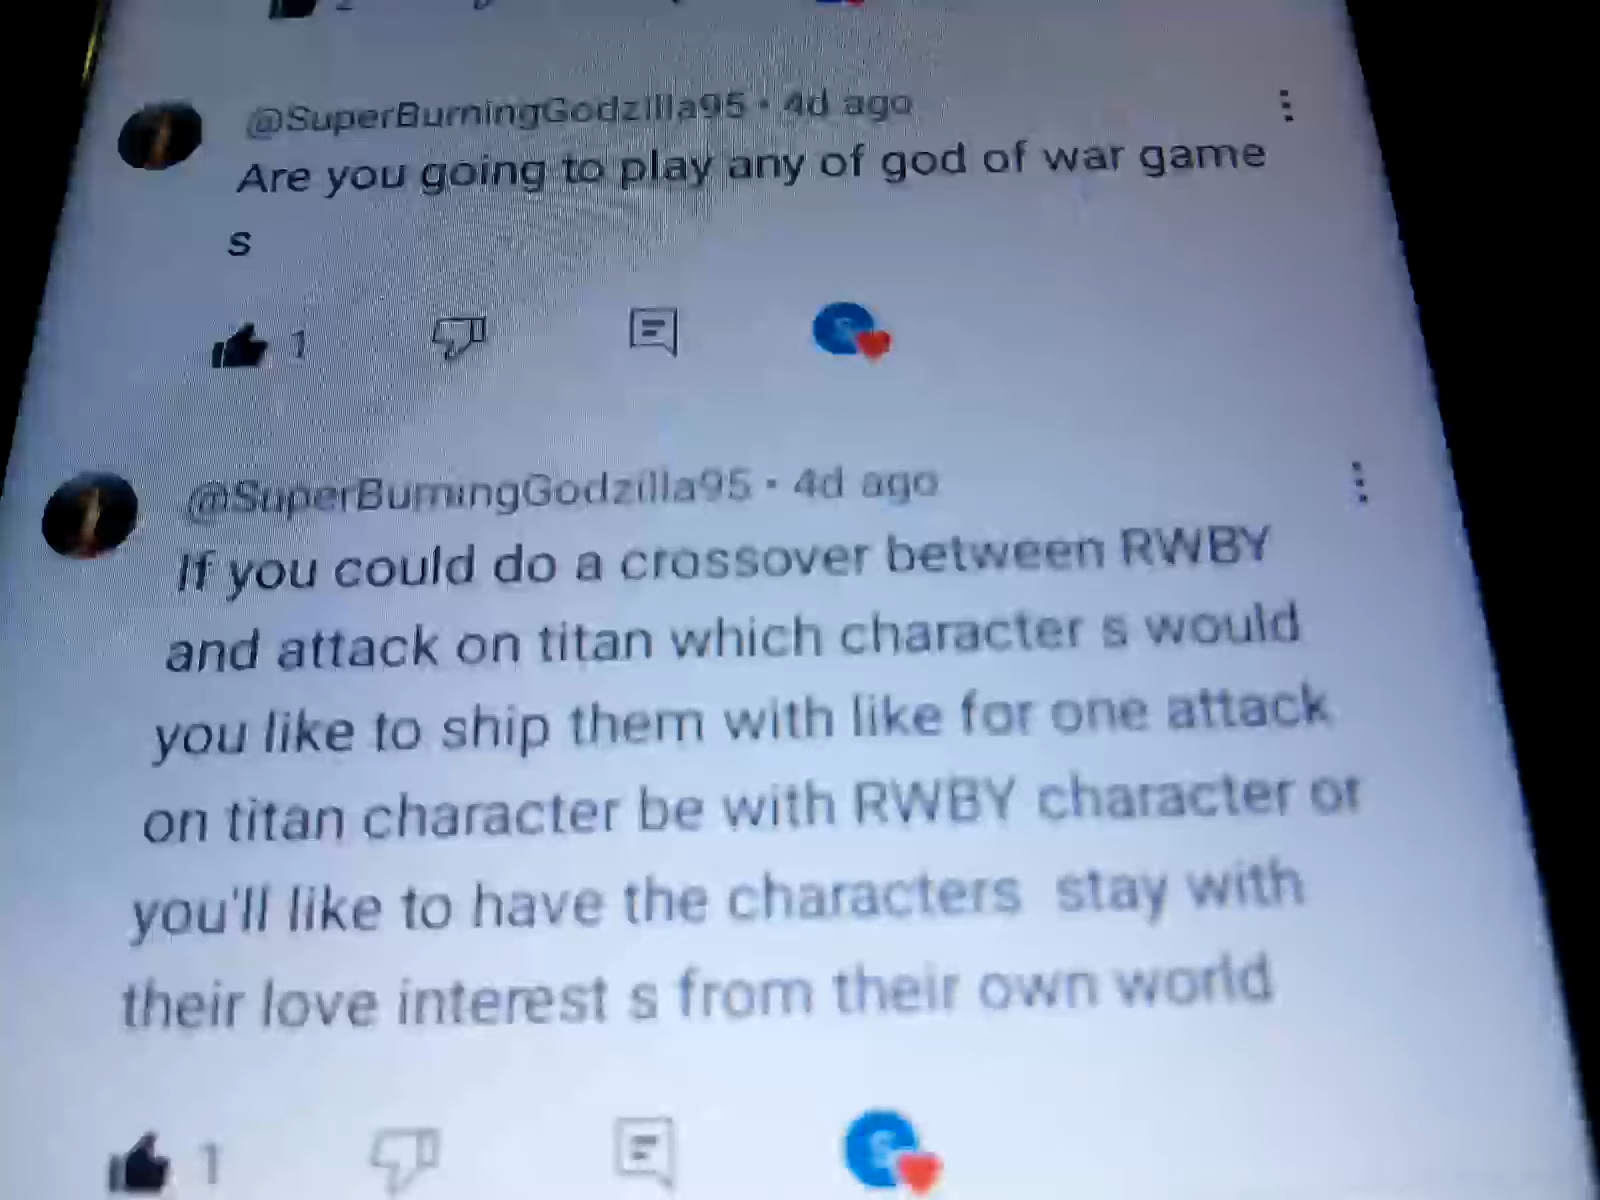 @SuperBurningGodzilla95 · 4d ago
Are you going to play any of god of war game
s
1
@SuperBurningGodzilla95 · 4d ago
If you could do a crossover between RWBY
and attack on titan which character s would
you like to ship them with like for one attack
on titan character be with RWBY character or
you'll like to have the characters  stay with
their love interest s from their own world
1